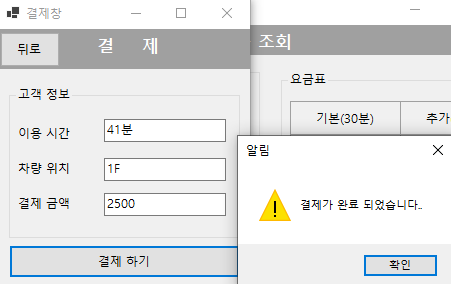 결제창
뒤로
결 제
고객 정보
이용 시간
41분
차량 위치
1F
결제 금액
2500
결제 하기
조회
요금표
기본(30분)
추가
알림
결제가 완료 되었습니다..
확인